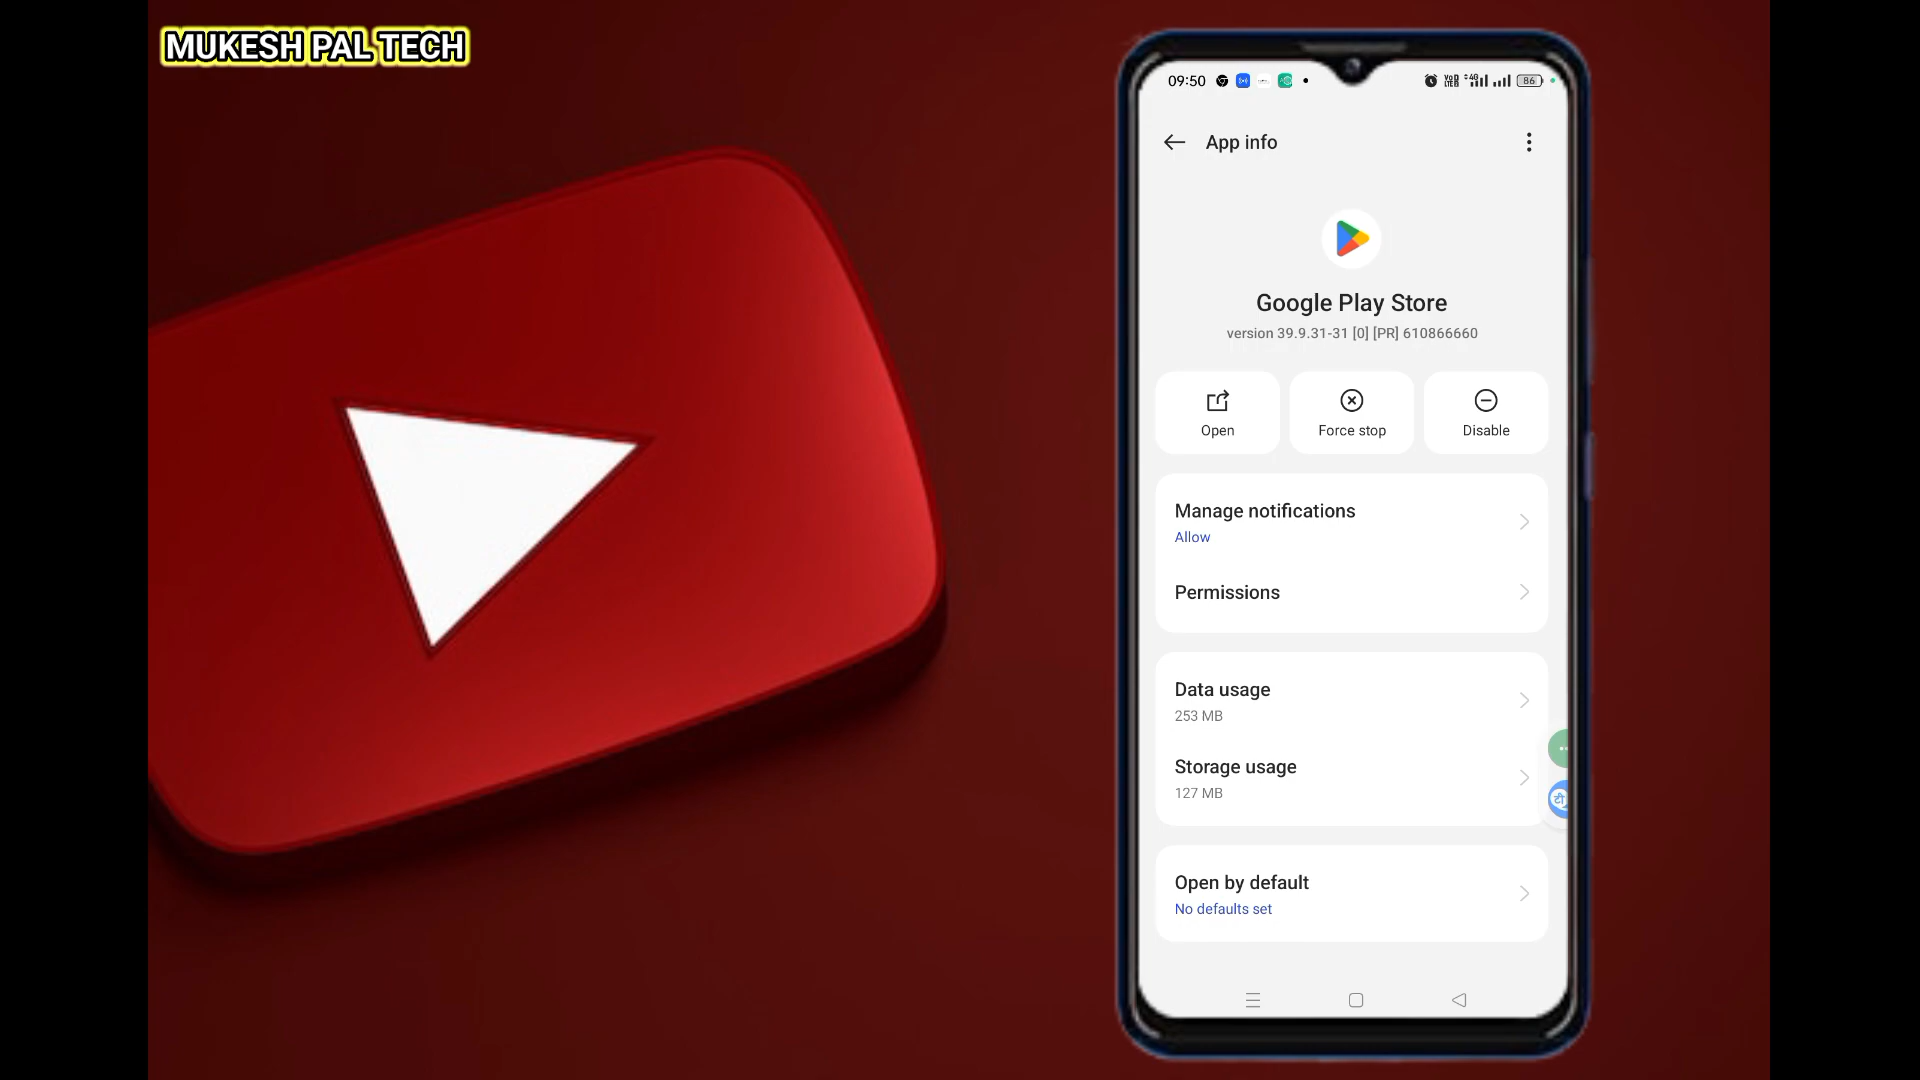 MUKESH PAL TECH
09:50
86
App info
Google Play Store
version 39.9.31-31 [0] [PR] 610866660
Open
Force stop
Disable
Manage notifications
Allow
Permissions
Data usage
253 MB
Storage usage
127 MB
Open by default
No defaults set